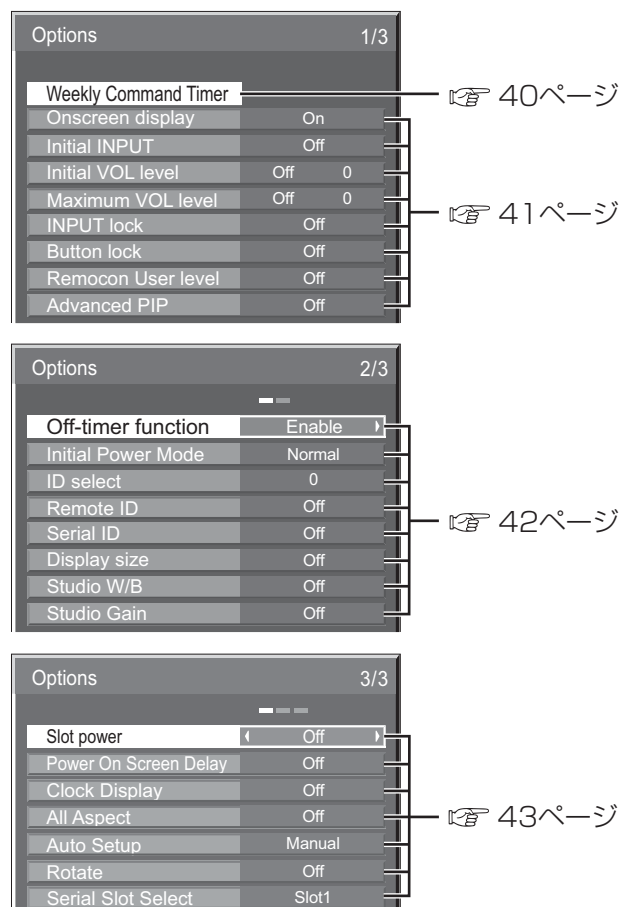 Options 1/3
Weekly Command Timer
☞ 40ページ
Onscreen display On
Initial INPUT Off
Initial VOL level Off 0
Maximum VOL level Off 0
☞ 41ページ
INPUT lock Off
Button lock Off
Remocon User level Off
Advanced PIP Off
Options 2/3
Off-timer function Enable
Initial Power Mode Normal
ID select 0
Remote ID Off
☞ 42ページ
Serial ID Off
Display size Off
Studio W/B Off
Studio Gain Off
Options 3/3
Slot power Off
Power On Screen Delay Off
Clock Display Off
All Aspect Off
☞ 43ページ
Auto Setup Manual
Rotate Off
Serial Slot Select Slot1